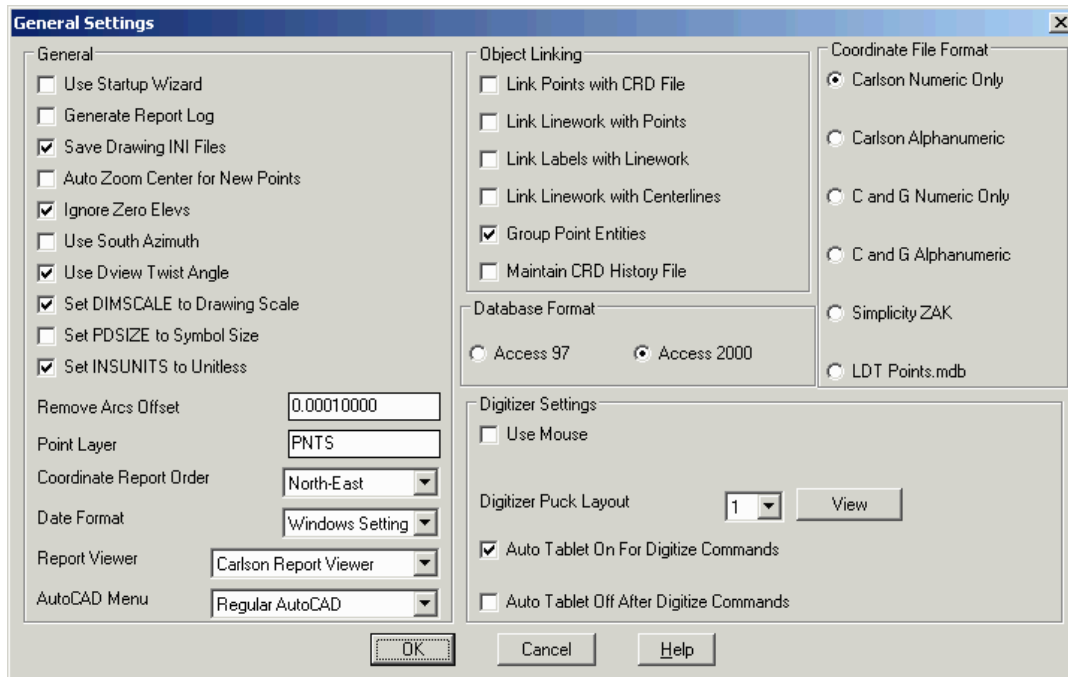 General Settings
General
Use Startup Wizard
Generate Report Log
Save Drawing INI Files
Auto Zoom Center for New Points
Ignore Zero Elevs
Use South Azimuth
Use Dview Twist Angle
Set DIMSCALE to Drawing Scale
Set PDSIZE to Symbol Size
Set INSUNITS to Unitless
Remove Arcs Offset 0.00010000
Point Layer PNTS
Coordinate Report Order North-East
Date Format Windows Setting
Report Viewer Carlson Report Viewer
AutoCAD Menu Regular AutoCAD
Object Linking
Link Points with CRD File
Link Linework with Points
Link Labels with Linework
Link Linework with Centerlines
Group Point Entities
Maintain CRD History File
Database Format
Access 97 Access 2000
Coordinate File Format
Carlson Numeric Only
Carlson Alphanumeric
C and G Numeric Only
C and G Alphanumeric
Simplicity ZAK
LDT Points.mdb
Digitizer Settings
Use Mouse
Digitizer Puck Layout 1 View
Auto Tablet On For Digitize Commands
Auto Tablet Off After Digitize Commands
OK Cancel Help